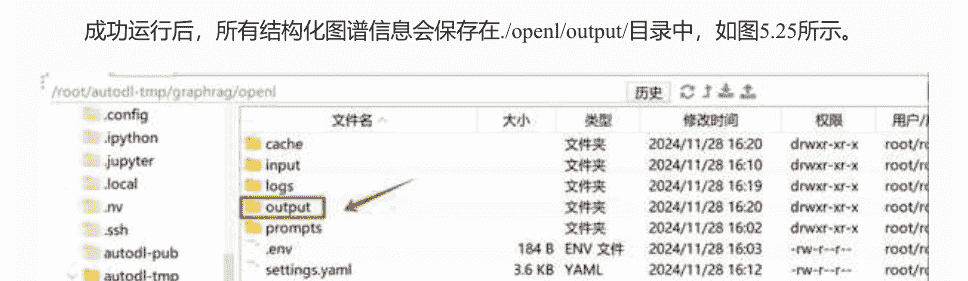 成功运行后，所有结构化图谱信息会保存在./openl/output/目录中，如图5.25所示。
/root/autodl-tmp/graphrag/openl 历史
文件名 大小 类型 修改时间 权限 用户/
.config
.ipython
.jupyter
.local
.nv
.ssh
autodl-pub
autodl-tmp
cache 文件夹 2024/11/28 16:20 drwxr-xr-x root/ro
input 文件夹 2024/11/28 16:10 drwxr-xr-x root/ro
logs 文件夹 2024/11/28 16:19 drwxr-xr-x root/ro
output 文件夹 2024/11/28 16:20 drwxr-xr-x root/ro
prompts 文件夹 2024/11/28 16:02 drwxr-xr-x root/ro
.env 184 B ENV 文件 2024/11/28 16:03 -rw-r--r-- root/ro
settings.yaml 3.6 KB YAML 2024/11/28 16:12 -rw-r--r-- root/ro